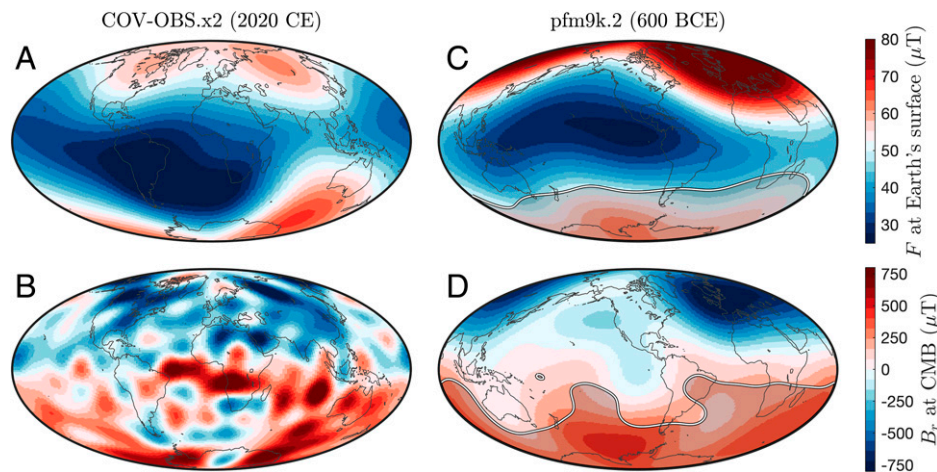 COV-OBS.x2 (2020 CE)
pfm9k.2 (600 BCE)
A
C
80
70
60
50
40
30
F at Earth's surface (μT)
B
D
750
500
250
0
-250
-500
-750
B_r at CMB (μT)